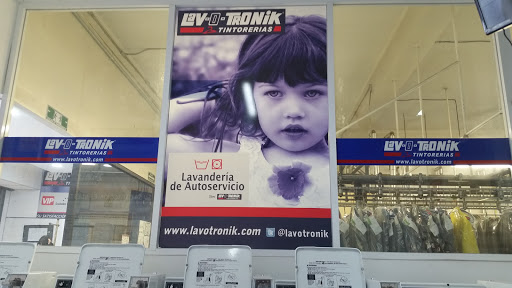 LAV-O-TRONIK
TINTORERIAS
LAV-O-TRONIK
TINTORERIAS
www.lavotronik.com
LAV-O-TRONIK
TINTORERIAS
www.lavotronik.com
Lavandería
de Autoservicio
www.lavotronik.com
@lavotronik
VIP